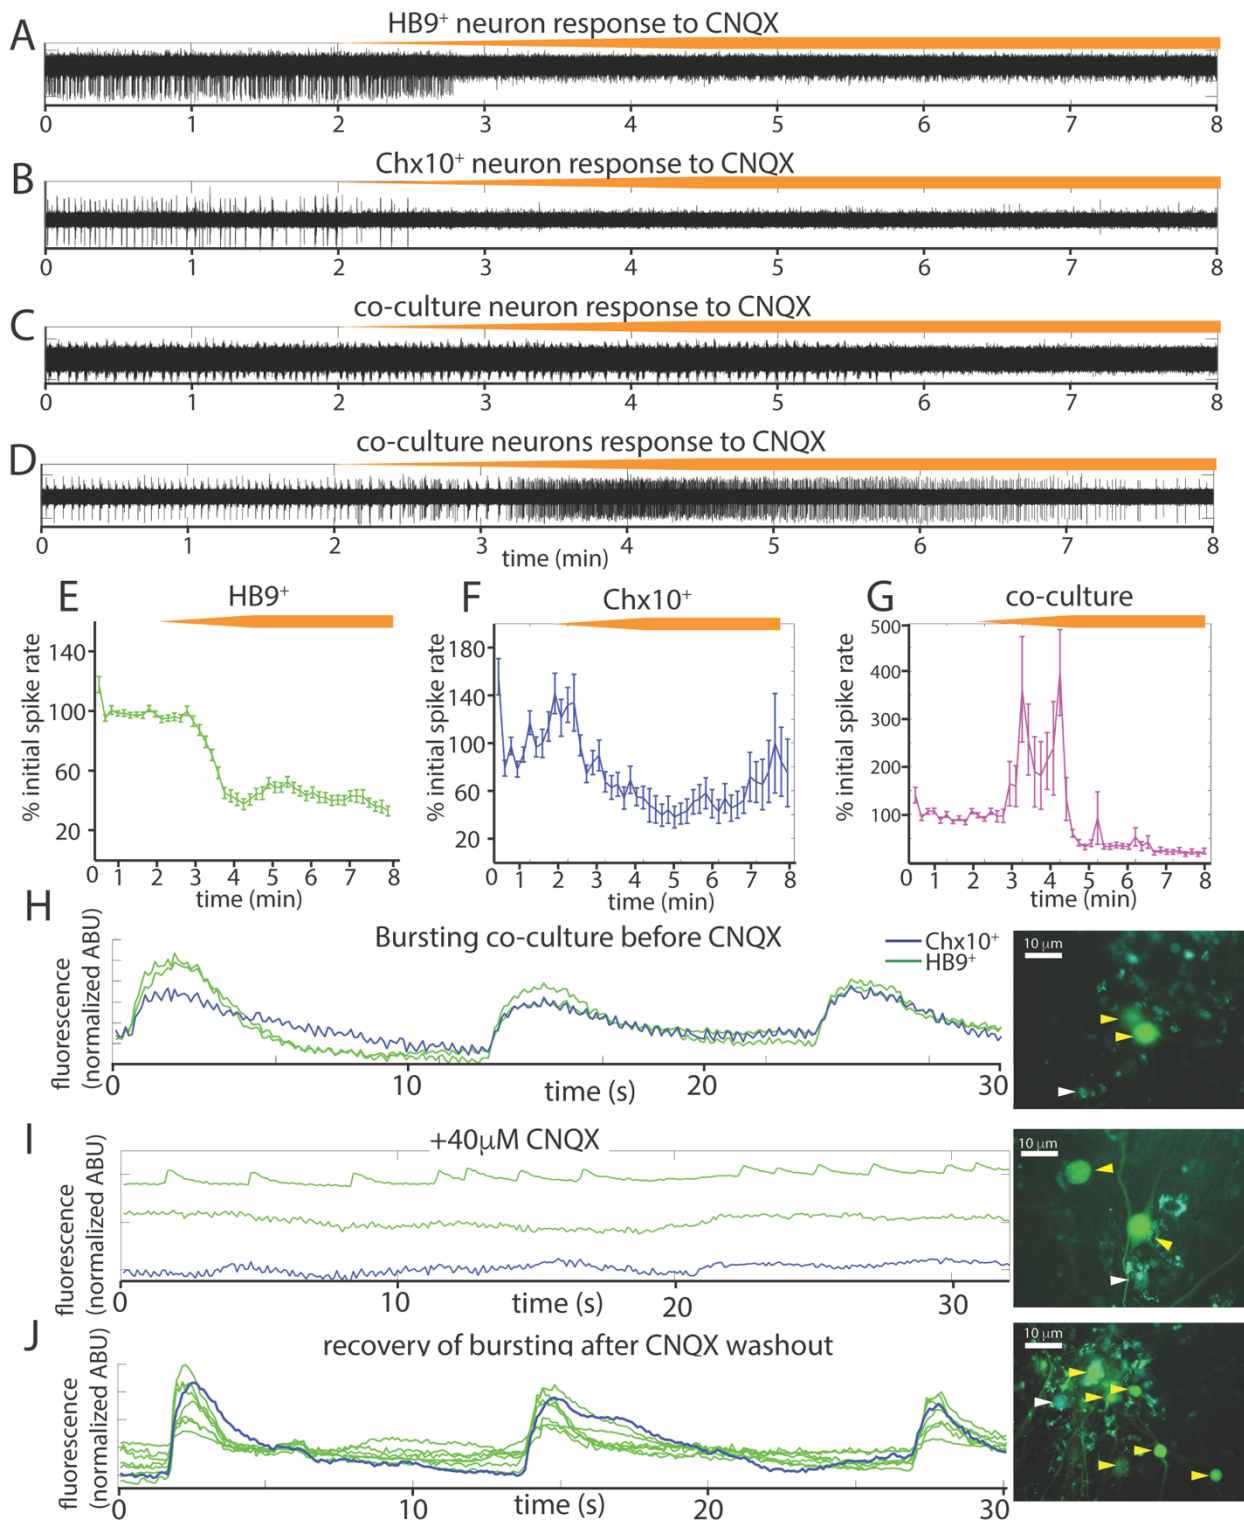 A
HB9⁺ neuron response to CNQX
0 1 2 3 4 5 6 7 8
B
Chx10⁺ neuron response to CNQX
0 1 2 3 4 5 6 7 8
C
co-culture neuron response to CNQX
0 1 2 3 4 5 6 7 8
D
co-culture neurons response to CNQX
0 1 2 3 4 5 6 7 8
time (min)
E
HB9⁺
% initial spike rate
140
100
60
20
0 1 2 3 4 5 6 7 8
time (min)
F
Chx10⁺
% initial spike rate
180
140
100
60
20
0 1 2 3 4 5 6 7 8
time (min)
G
co-culture
% initial spike rate
500
400
300
200
100
0 1 2 3 4 5 6 7 8
time (min)
H
Bursting co-culture before CNQX
Chx10⁺
HB9⁺
fluorescence
(normalized ABU)
0 10 20 30
time (s)
10 μm
I
+40μM CNQX
fluorescence
(normalized ABU)
0 10 20 30
time (s)
10 μm
J
recovery of bursting after CNQX washout
fluorescence
(normalized ABU)
0 10 20 30
time (s)
10 μm